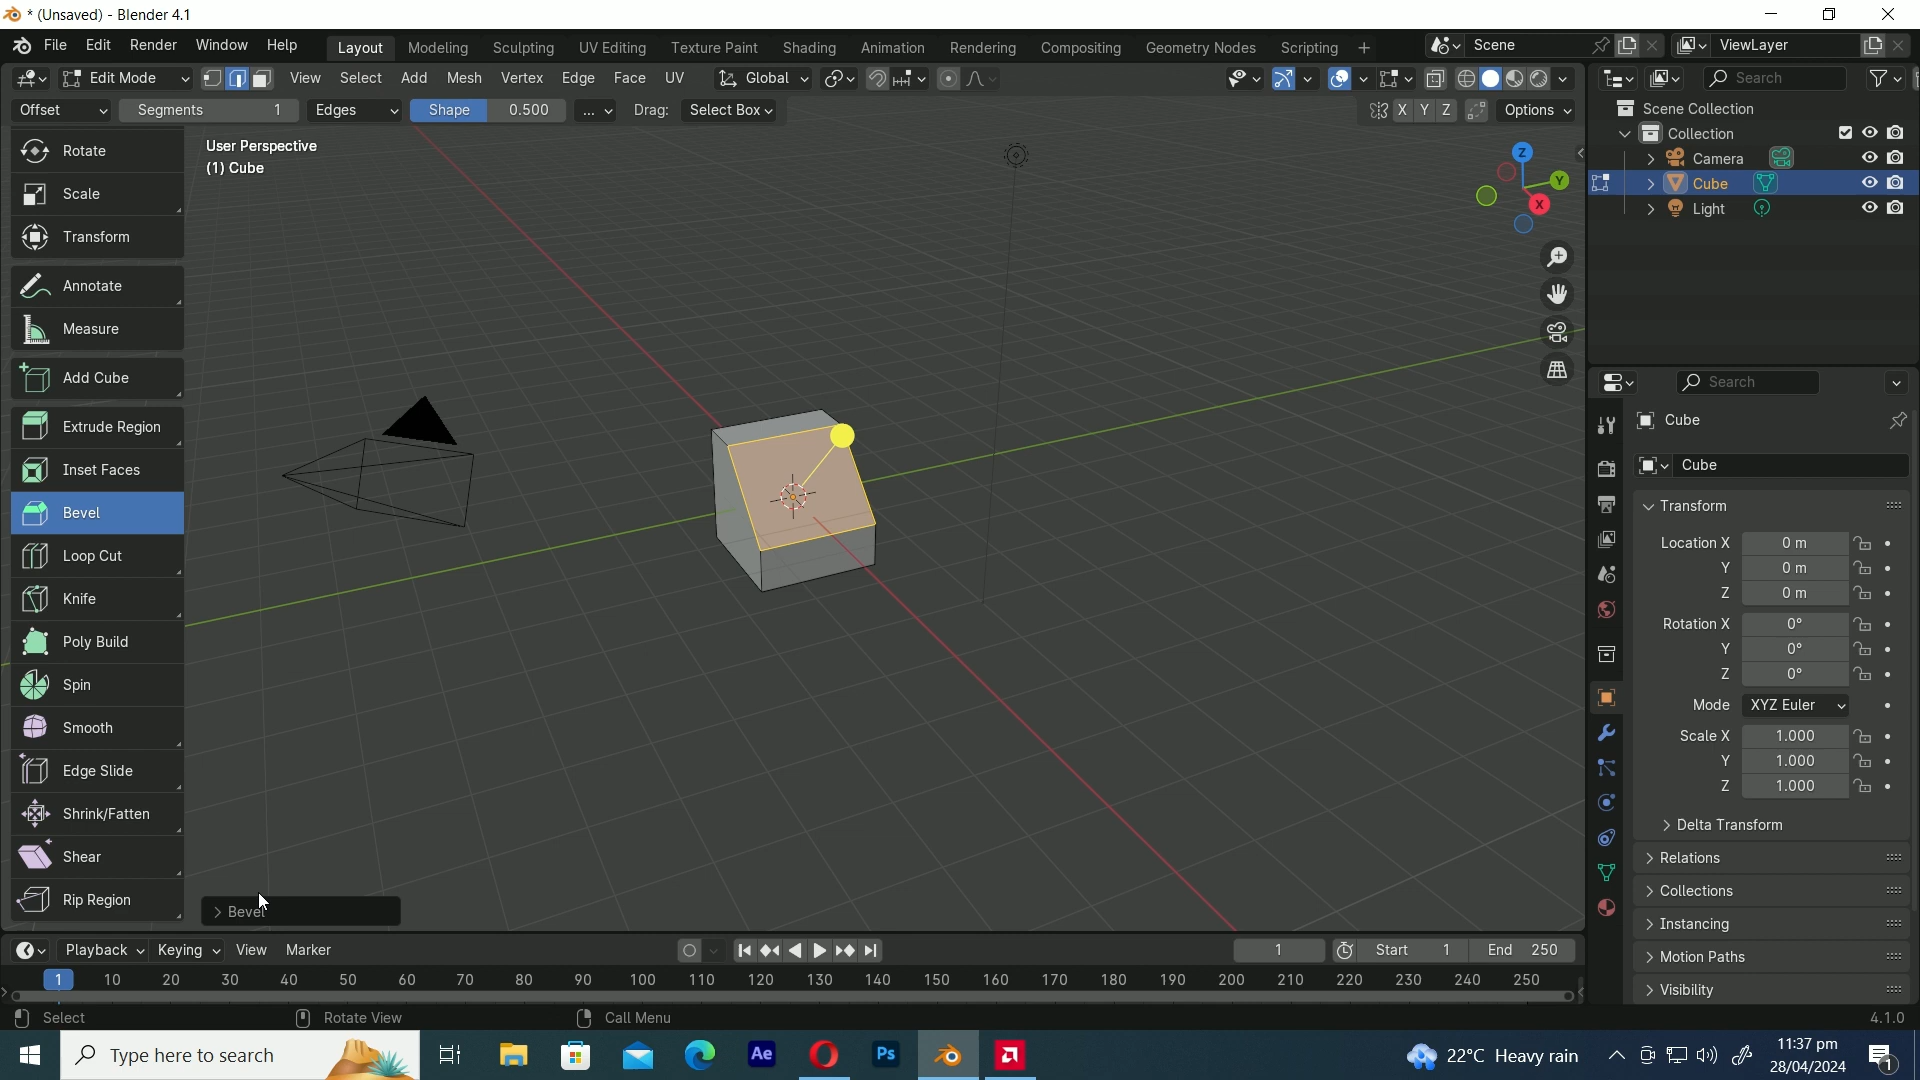 * (Unsaved) - Blender 4.1
File Edit Render Window Help Layout Modeling Sculpting UV Editing Texture Paint Shading Animation Rendering Compositing Geometry Nodes Scripting + Scene ViewLayer
Edit Mode View Select Add Mesh Vertex Edge Face UV Global Search
Offset Segments 1 Edges Shape 0.500 ... Drag: Select Box X Y Z Options
Scene Collection
Collection
Camera
Cube
Light
User Perspective
(1) Cube
Z
Y
X
Rotate
Scale
Transform
Annotate
Measure
Add Cube
Extrude Region
Inset Faces
Bevel
Loop Cut
Knife
Poly Build
Spin
Smooth
Edge Slide
Shrink/Fatten
Shear
Rip Region
Bevel
Search
Cube
Cube
Transform
Location X 0 m
Y 0 m
Z 0 m
Rotation X 0°
Y 0°
Z 0°
Mode XYZ Euler
Scale X 1.000
Y 1.000
Z 1.000
Delta Transform
Relations
Collections
Instancing
Motion Paths
Visibility
Playback Keying View Marker 1 Start 1 End 250
1 10 20 30 40 50 60 70 80 90 100 110 120 130 140 150 160 170 180 190 200 210 220 230 240 250
Select Rotate View Call Menu 4.1.0
Type here to search Ae Ps 22°C Heavy rain 11:37 pm
28/04/2024 1